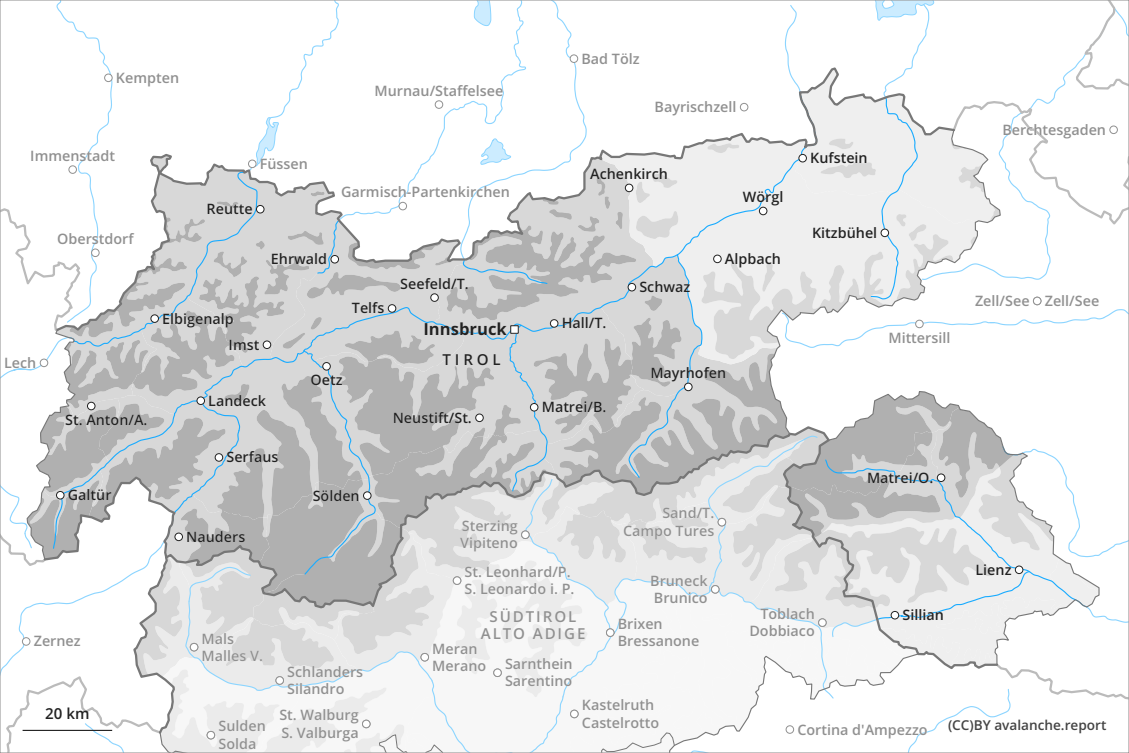 Kempten
Bad Tölz
Murnau/Staffelsee
Bayrischzell
Berchtesgaden
Immenstadt
Füssen
Kufstein
Achenkirch
Garmisch-Partenkirchen
Wörgl
Reutte
Kitzbühel
Oberstdorf
Ehrwald
Alpbach
Seefeld/T.
Schwaz
Zell/See
Zell/See
Telfs
Elbigenalp
Innsbruck
Hall/T.
Mittersill
Imst
TIROL
Lech
Oetz
Mayrhofen
Landeck
Matrei/B.
St. Anton/A.
Neustift/St.
Serfaus
Matrei/O.
Galtür
Sölden
Sand/T.
Campo Tures
Sterzing
Vipiteno
Nauders
Lienz
St. Leonhard/P.
S. Leonardo i. P.
Bruneck
Brunico
Sillian
SÜDTIROL
ALTO ADIGE
Toblach
Dobbiaco
Brixen
Bressanone
Zernez
Mals
Malles V.
Meran
Merano
Sarnthein
Sarentino
Schlanders
Silandro
Kastelruth
Castelrotto
20 km
St. Walburg
S. Valburga
Sulden
Solda
Cortina d'Ampezzo
(CC)BY avalanche.report